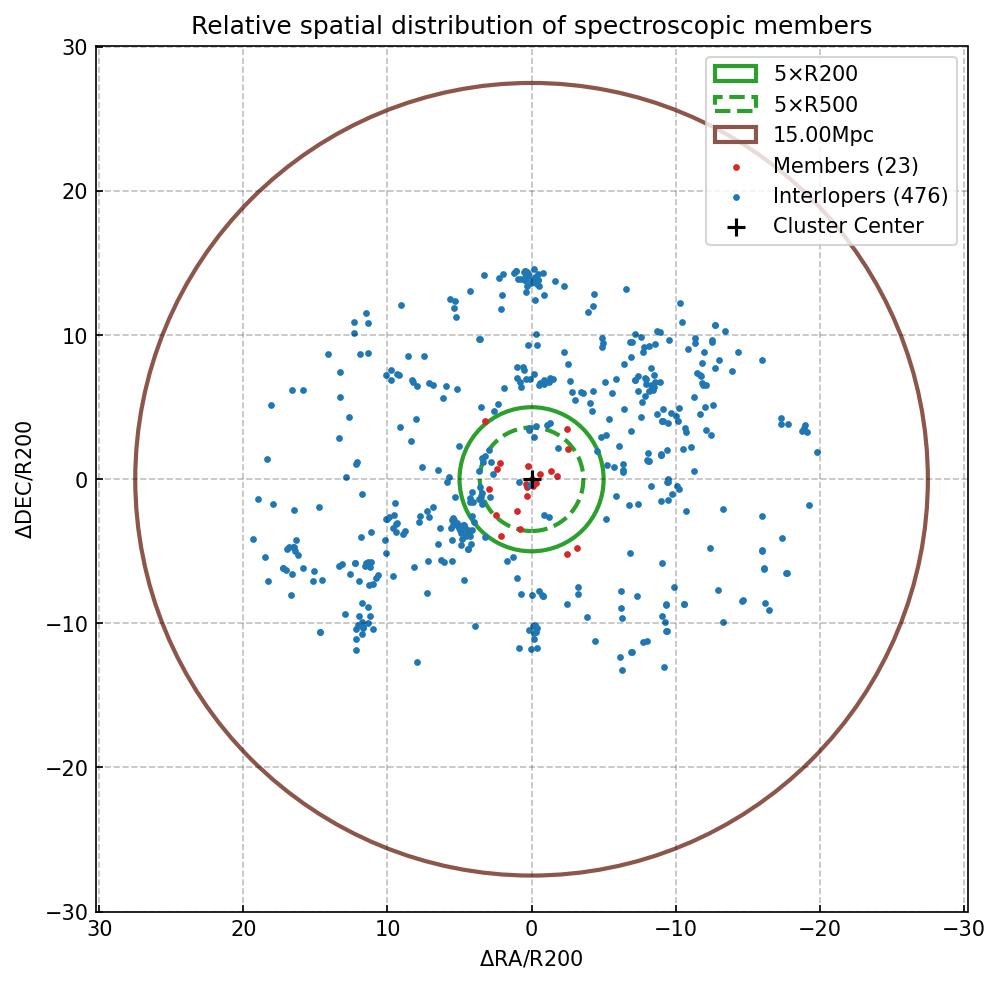 Relative spatial distribution of spectroscopic members
5×R200
5×R500
15.00Mpc
Members (23)
Interlopers (476)
Cluster Center
30
20
10
0
−10
−20
−30
ΔDEC/R200
30
20
10
0
−10
−20
−30
ΔRA/R200